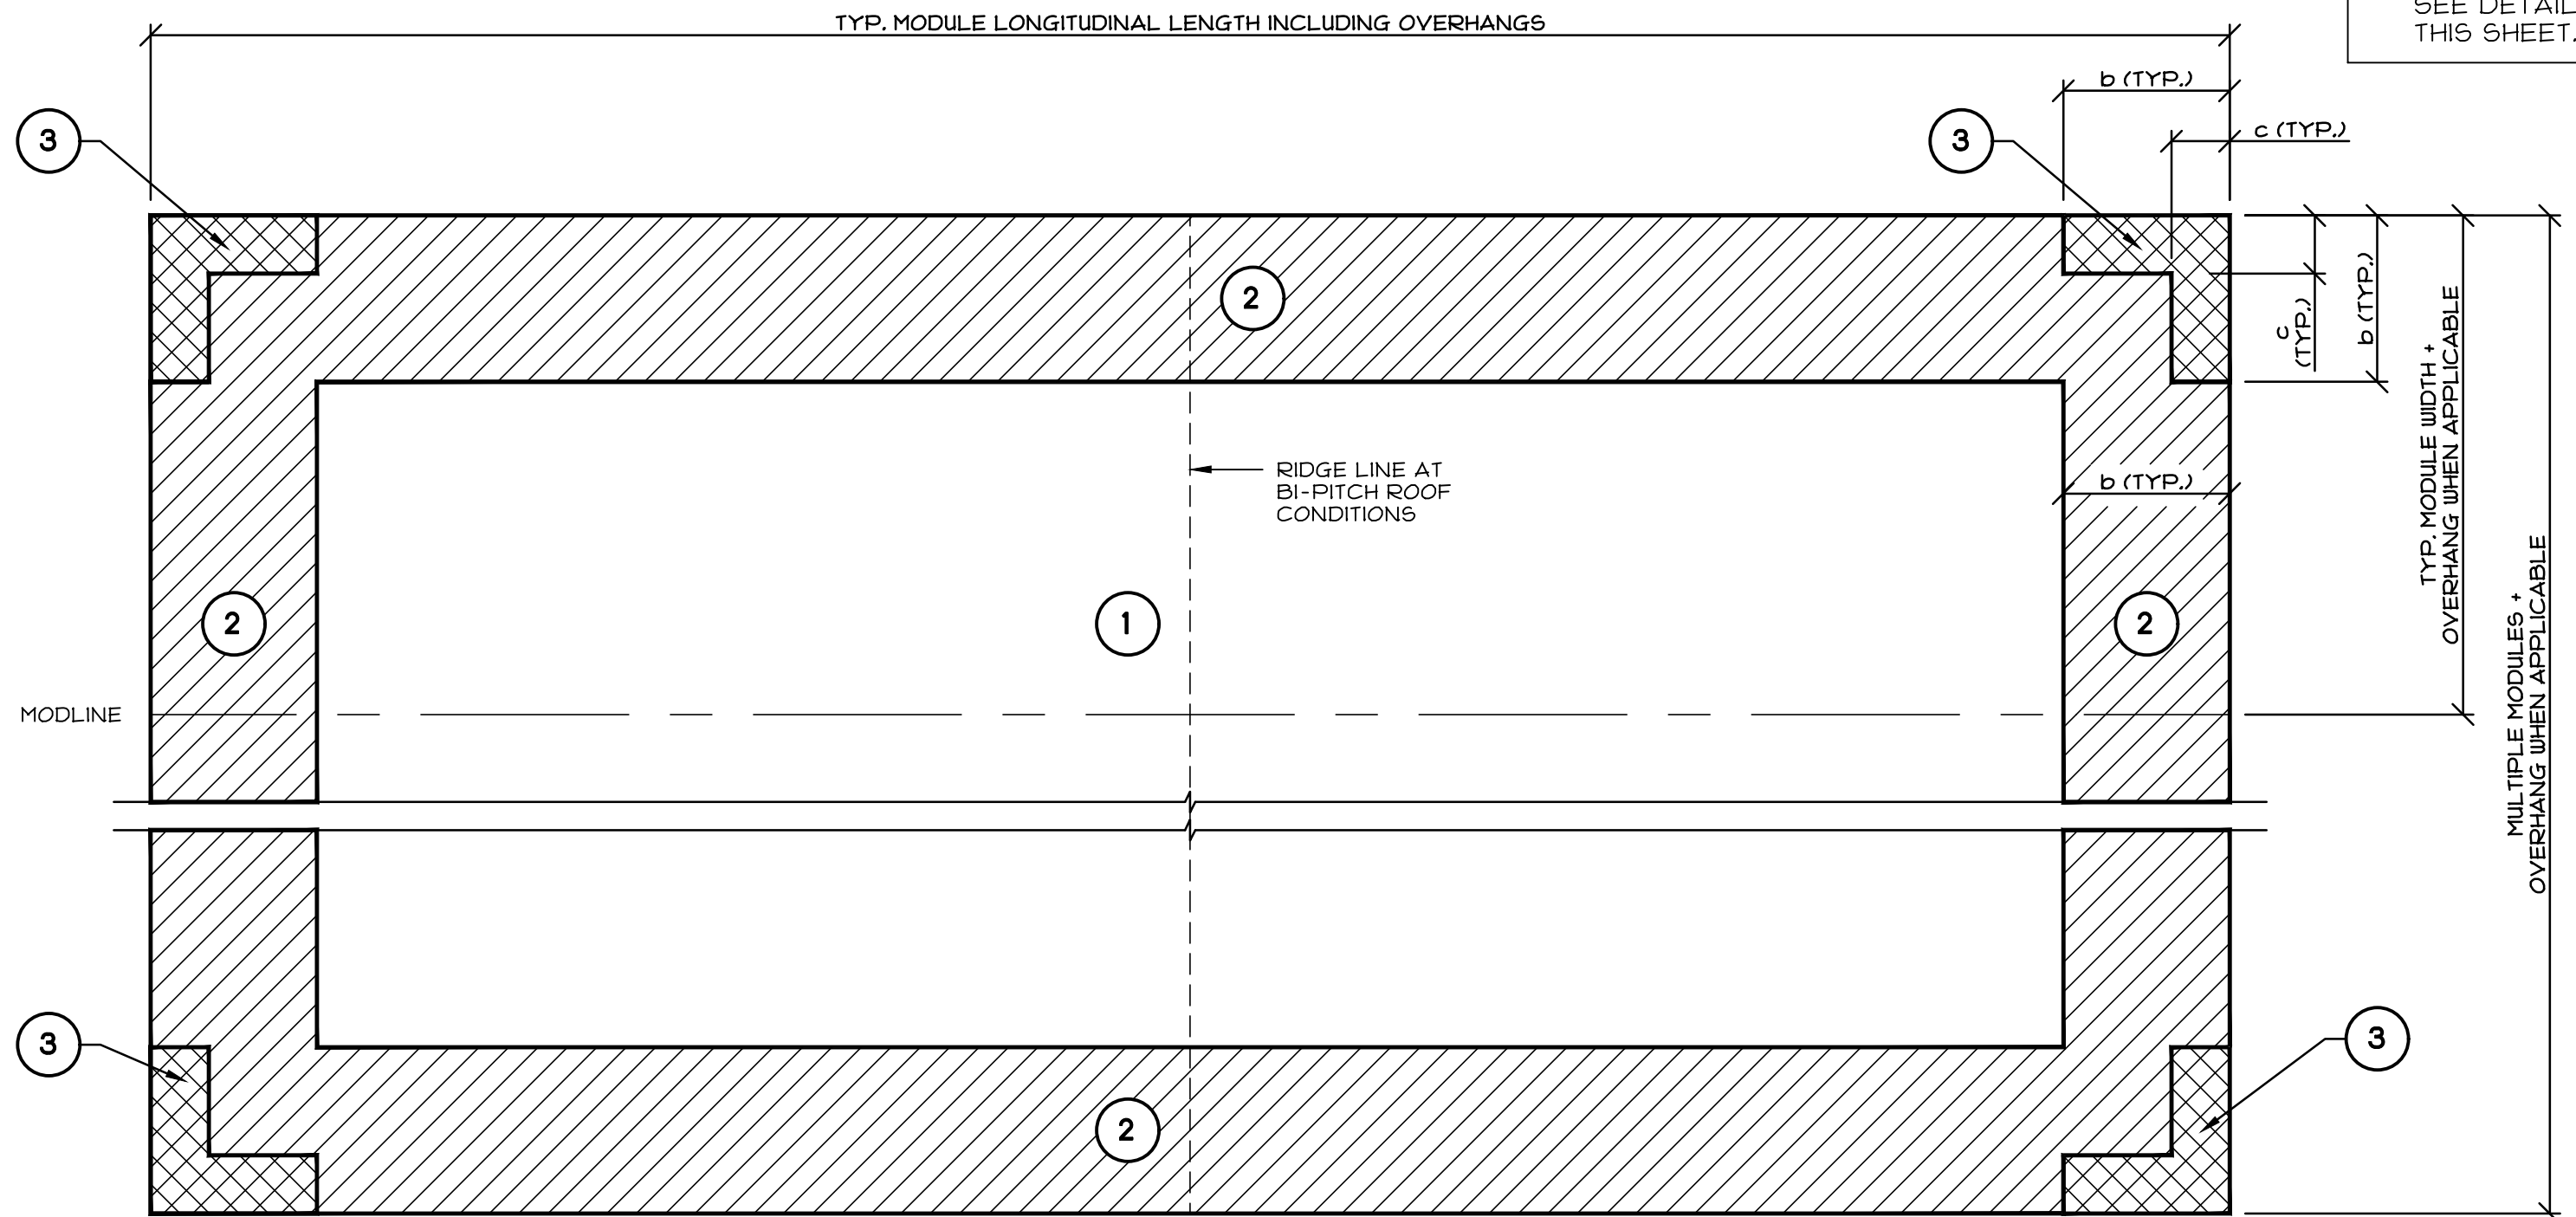 TYP. MODULE LONGITUDINAL LENGTH INCLUDING OVERHANGS
SEE DETAIL
THIS SHEET.
b (TYP.)
c (TYP.)
3
3
2
c
(TYP.)
b (TYP.)
TYP. MODULE WIDTH +
OVERHANG WHEN APPLICABLE
MULTIPLE MODULES +
OVERHANG WHEN APPLICABLE
RIDGE LINE AT
BI-PITCH ROOF
CONDITIONS
b (TYP.)
2
1
2
MODLINE
3
3
2